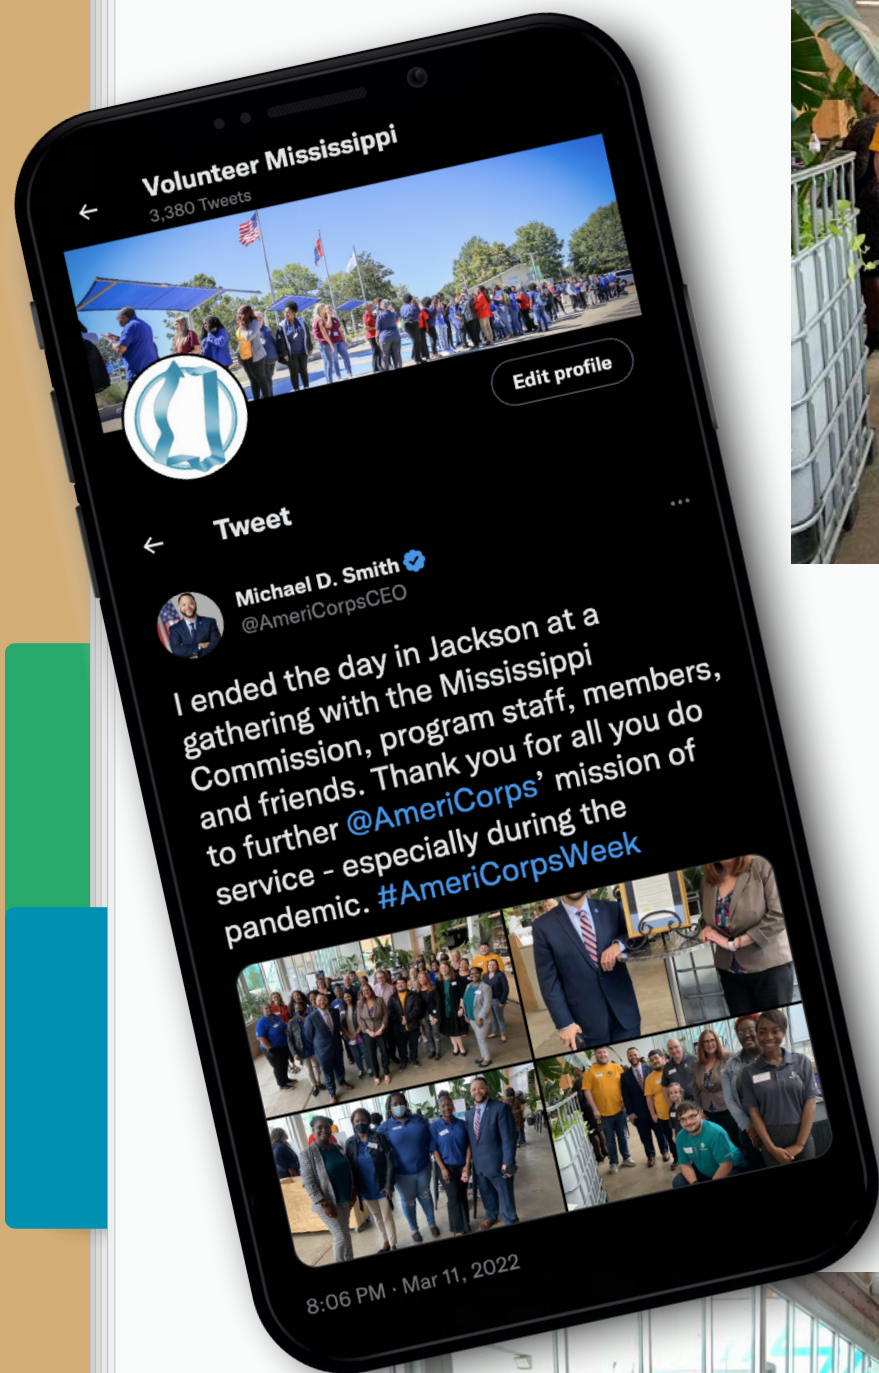 Volunteer Mississippi
3,380 Tweets
Edit profile
Tweet
Michael D. Smith
@AmeriCorpsCEO
I ended the day in Jackson at a
gathering with the Mississippi
Commission, program staff, members,
and friends. Thank you for all you do
to further @AmeriCorps’ mission of
service - especially during the
pandemic. #AmeriCorpsWeek
8:06 PM · Mar 11, 2022